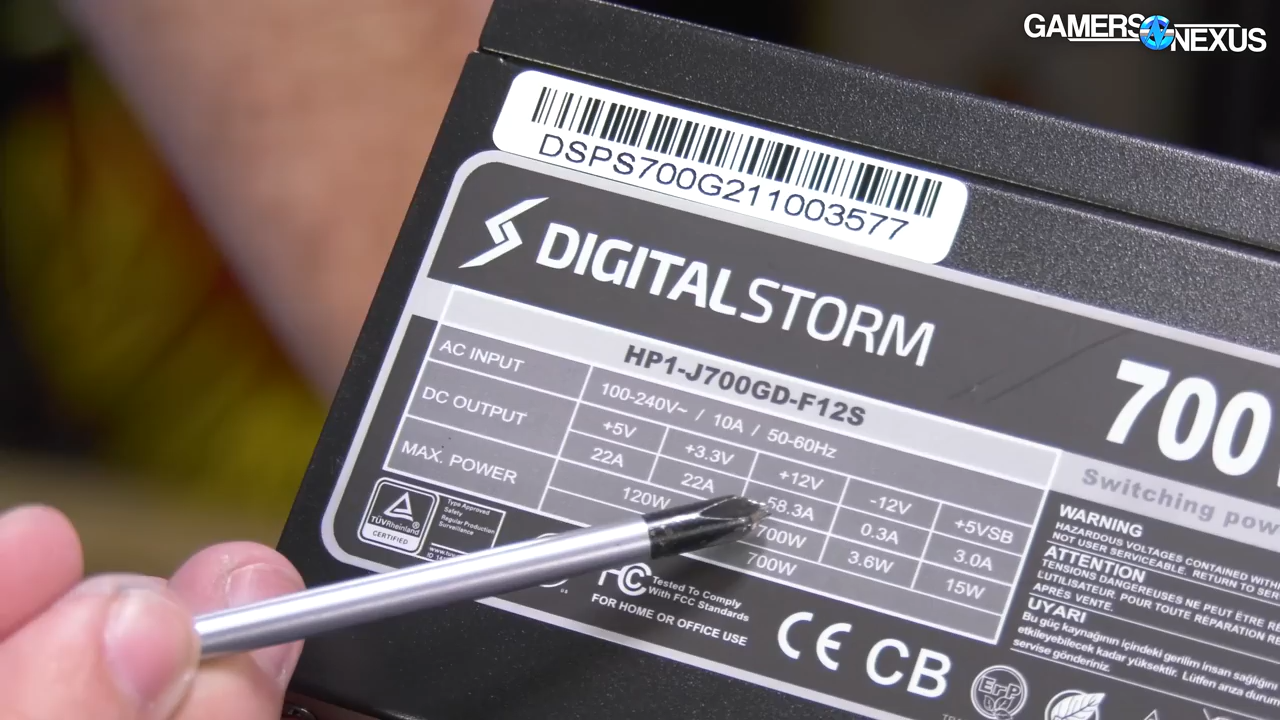 GAMERS NEXUS
DSPS700G211003577
DIGITALSTORM
HP1-J700GD-F12S
700
Switching pow
AC INPUT
100-240V~ / 10A / 50-60Hz
DC OUTPUT
+5V +3.3V +12V -12V +5VSB
22A 22A 58.3A 0.3A 3.0A
MAX. POWER
120W 700W 3.6W 15W
700W
TÜVRheinland
CERTIFIED
Type Approved
Safety
Regular Production
Surveillance
FC Tested To Comply
With FCC Standards
FOR HOME OR OFFICE USE
CE CB
ErP
WARNING
HAZARDOUS VOLTAGES CONTAINED WITH
NOT USER SERVICEABLE. RETURN TO SER
ATTENTION
TENSIONS DANGEREUSES NE PEUT ÊTRE RE
L'UTILISATEUR. POUR TOUTE REPARATION R
APRÉS VENTE.
UYARI
Bu güç kaynağının içindeki gerilim insan sağlığını
etkileyebilecek kadar yüksektir. Lütfen arıza durum
servise gönderiniz.